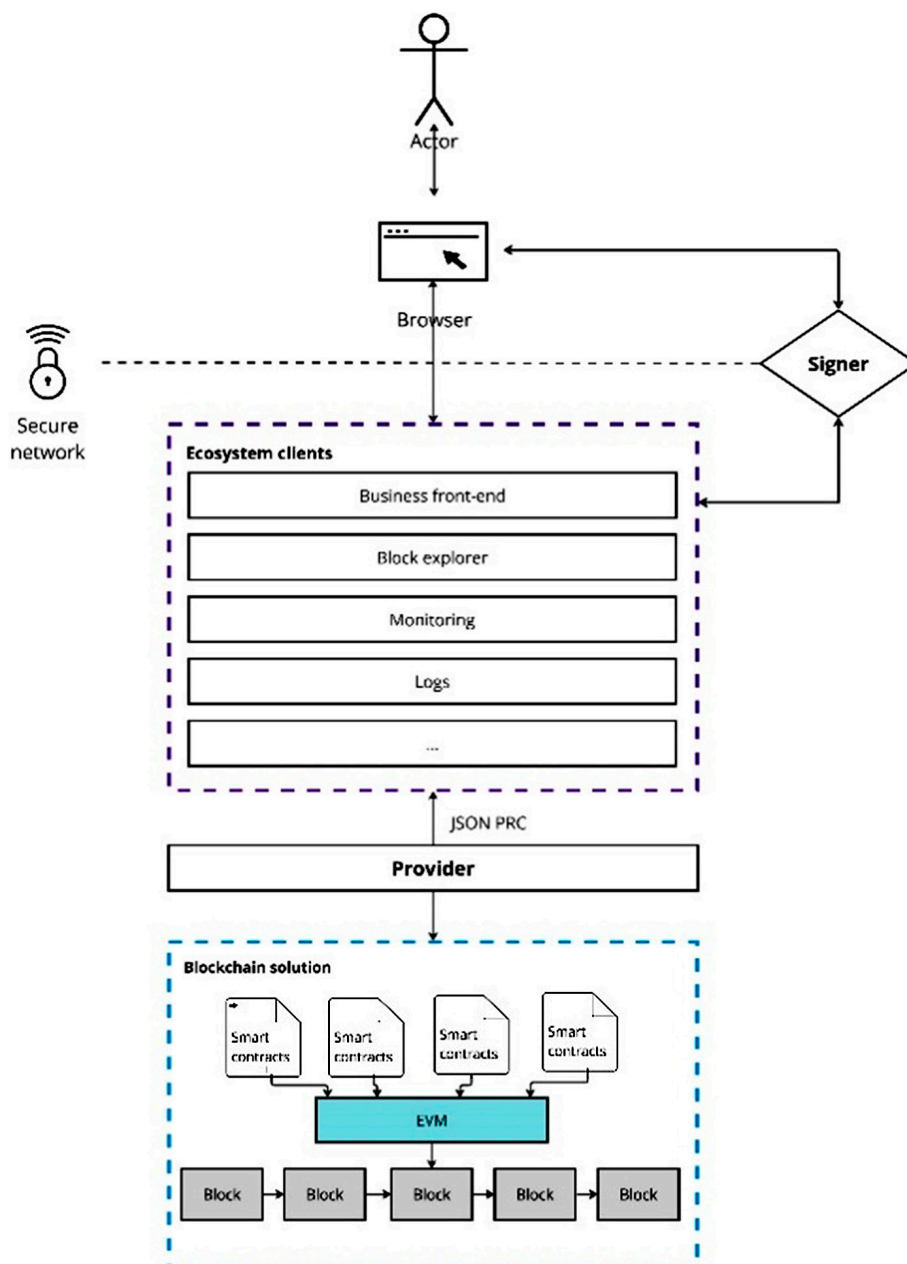 Actor
Browser
Signer
Secure
network
Ecosystem clients
Business front-end
Block explorer
Monitoring
Logs
...
JSON PRC
Provider
Blockchain solution
Smart
contracts
Smart
contracts
Smart
contracts
Smart
contracts
EVM
Block
Block
Block
Block
Block